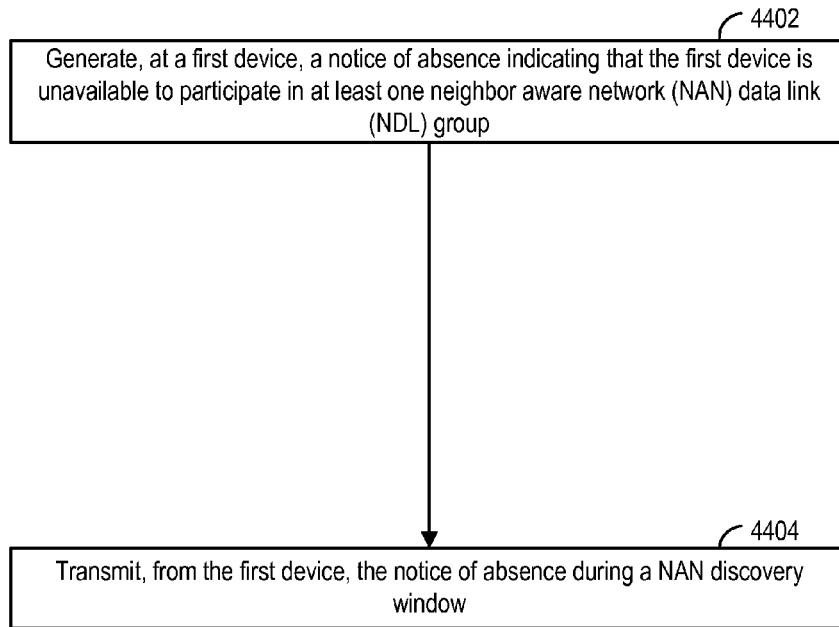 4402
Generate, at a first device, a notice of absence indicating that the first device is
unavailable to participate in at least one neighbor aware network (NAN) data link
(NDL) group
4404
Transmit, from the first device, the notice of absence during a NAN discovery
window